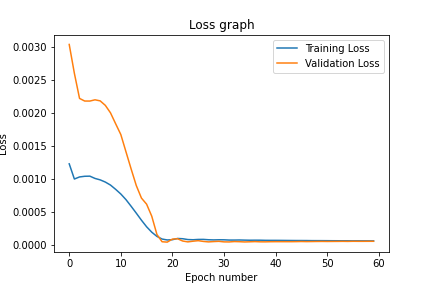 Loss graph
Training Loss
Validation Loss
0.0030
0.0025
0.0020
0.0015
0.0010
0.0005
0.0000
Loss
0 10 20 30 40 50 60
Epoch number